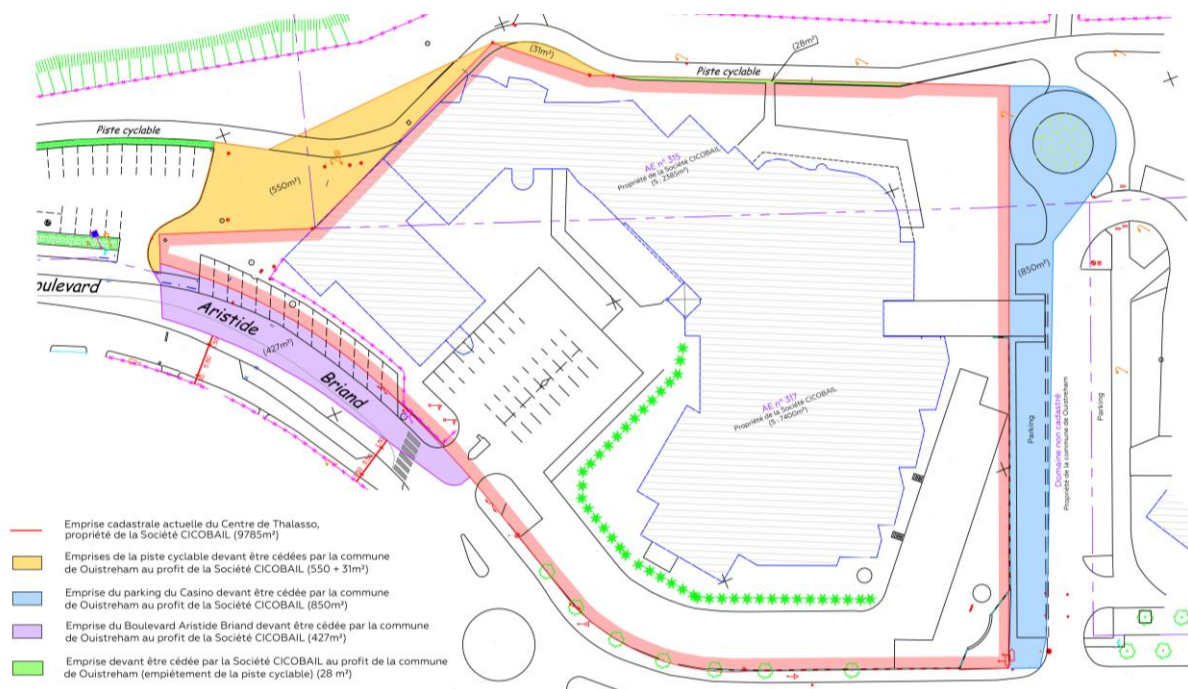 (31m²)
(28m²)
Piste cyclable
Piste cyclable
(550m²)
AE n° 315
Propriété de la Société CICOBAIL
(S : 2385m²)
(850m²)
oulevard
Aristide
(427m²)
Briand
AE n° 317
Propriété de la Société CICOBAIL
(S : 7400m²)
Parking
Domaine non cadastré
Propriété de la commune de Ouistreham
Parking
Emprise cadastrale actuelle du Centre de Thalasso,
propriété de la Société CICOBAIL (9785m²)
Emprises de la piste cyclable devant être cédées par la commune
de Ouistreham au profit de la Société CICOBAIL (550 + 31m²)
Emprise du parking du Casino devant être cédée par la commune
de Ouistreham au profit de la Société CICOBAIL (850m²)
Emprise du Boulevard Aristide Briand devant être cédée par la commune
de Ouistreham au profit de la Société CICOBAIL (427m²)
Emprise devant être cédée par la Société CICOBAIL au profit de la commune
de Ouistreham (empiétement de la piste cyclable) (28 m²)